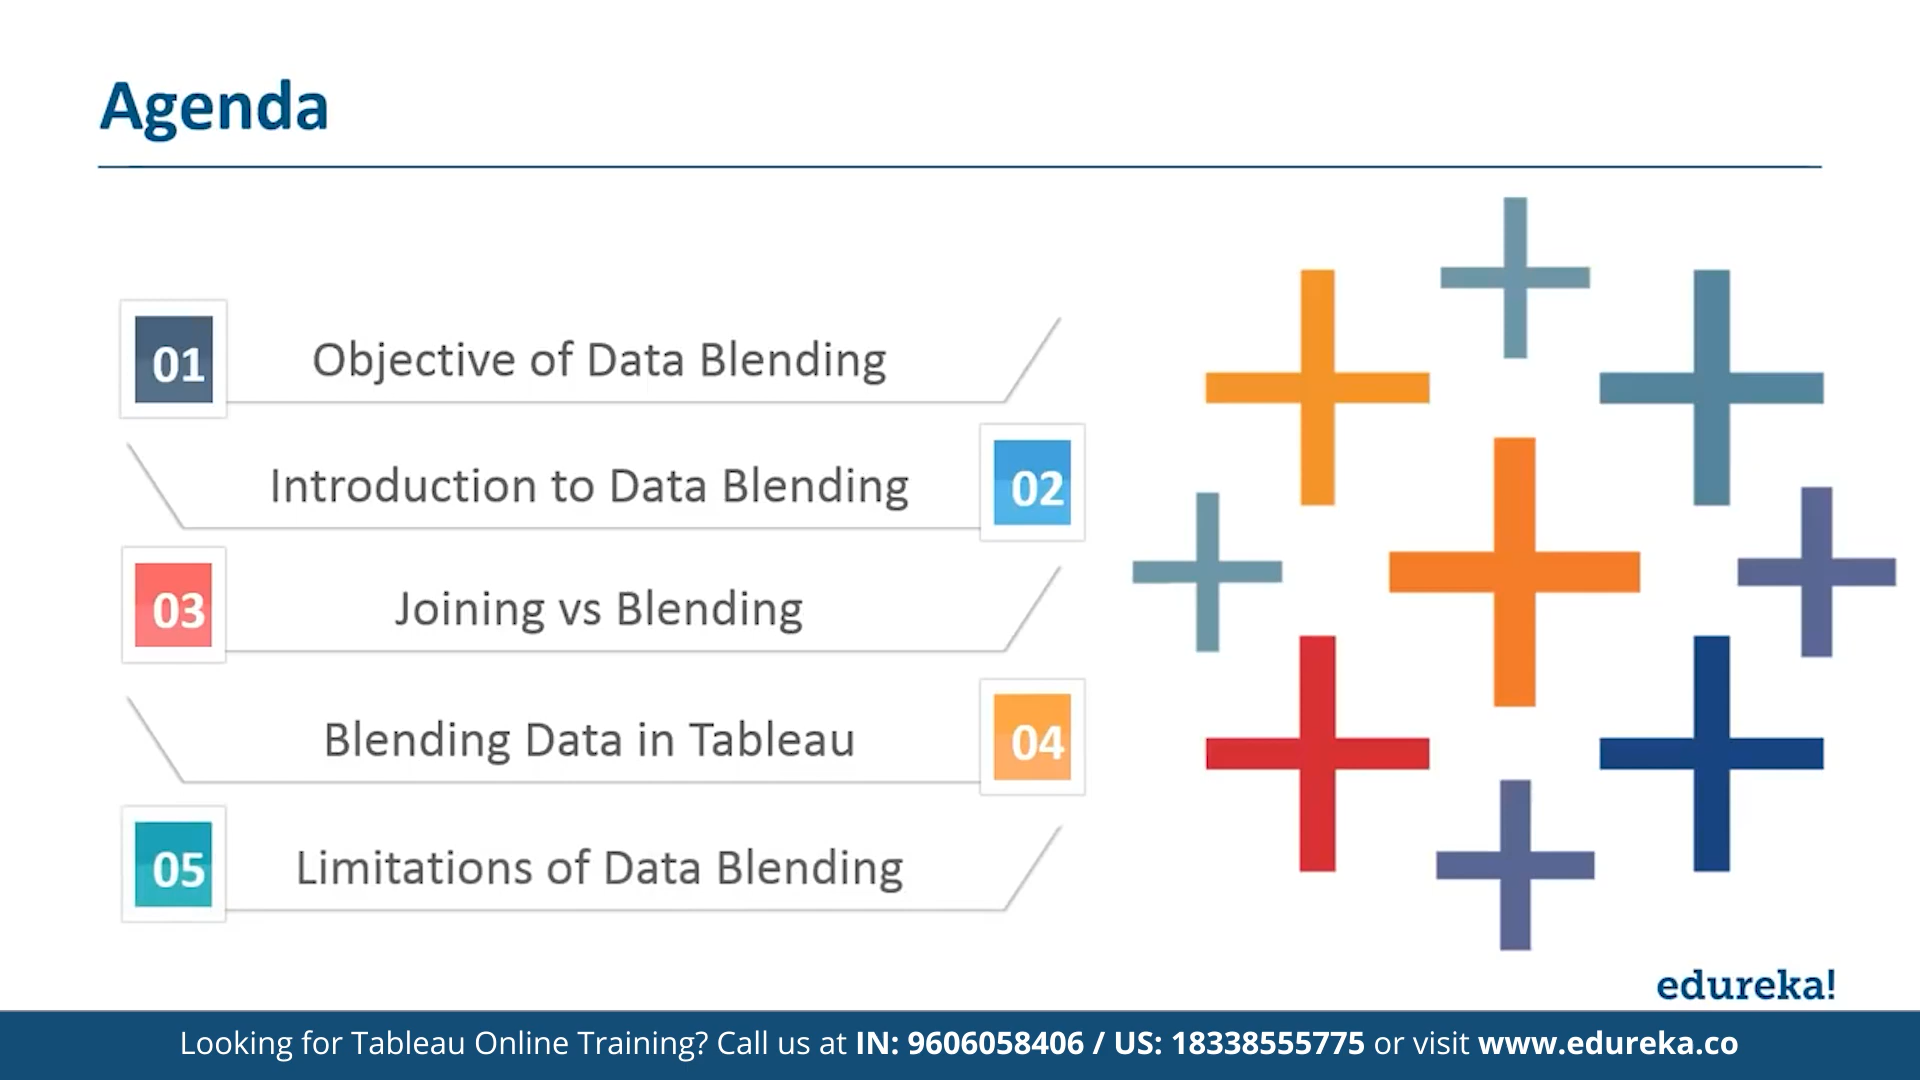 Agenda
01 Objective of Data Blending
Introduction to Data Blending 02
03 Joining vs Blending
Blending Data in Tableau 04
05 Limitations of Data Blending
edureka!
Looking for Tableau Online Training? Call us at IN: 9606058406 / US: 18338555775 or visit www.edureka.co